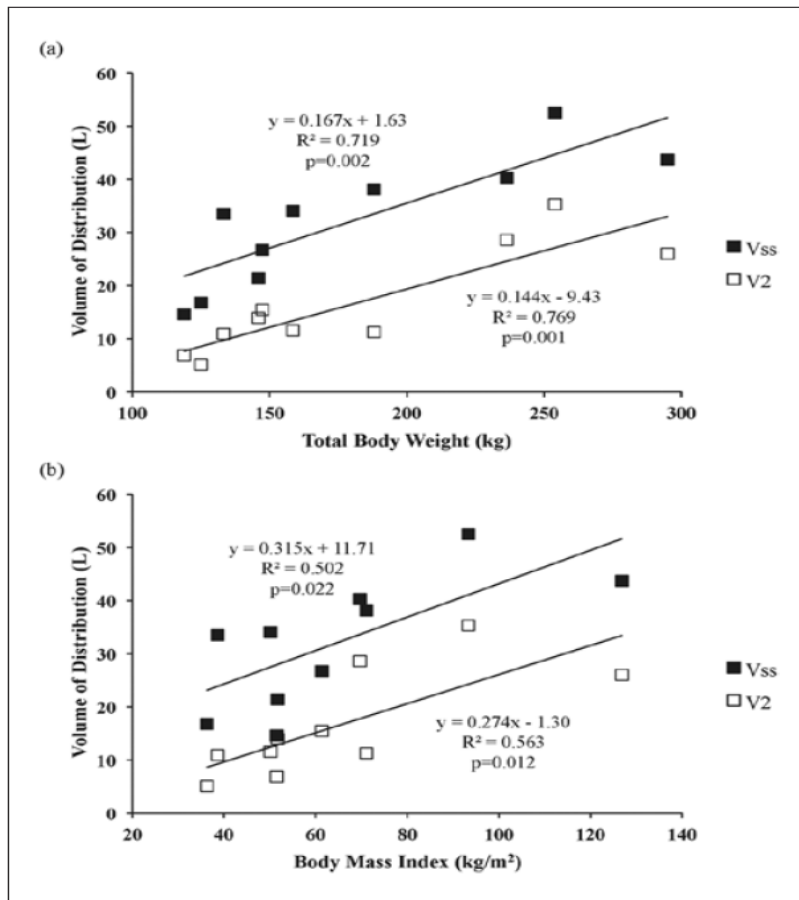 (a)
60
50
40
30
20
10
0
Volume of Distribution (L)
y = 0.167x + 1.63
R² = 0.719
p=0.002
y = 0.144x - 9.43
R² = 0.769
p=0.001
■ Vss
□ V2
100 150 200 250 300
Total Body Weight (kg)
(b)
60
50
40
30
20
10
0
Volume of Distribution (L)
y = 0.315x + 11.71
R² = 0.502
p=0.022
y = 0.274x - 1.30
R² = 0.563
p=0.012
■ Vss
□ V2
20 40 60 80 100 120 140
Body Mass Index (kg/m²)